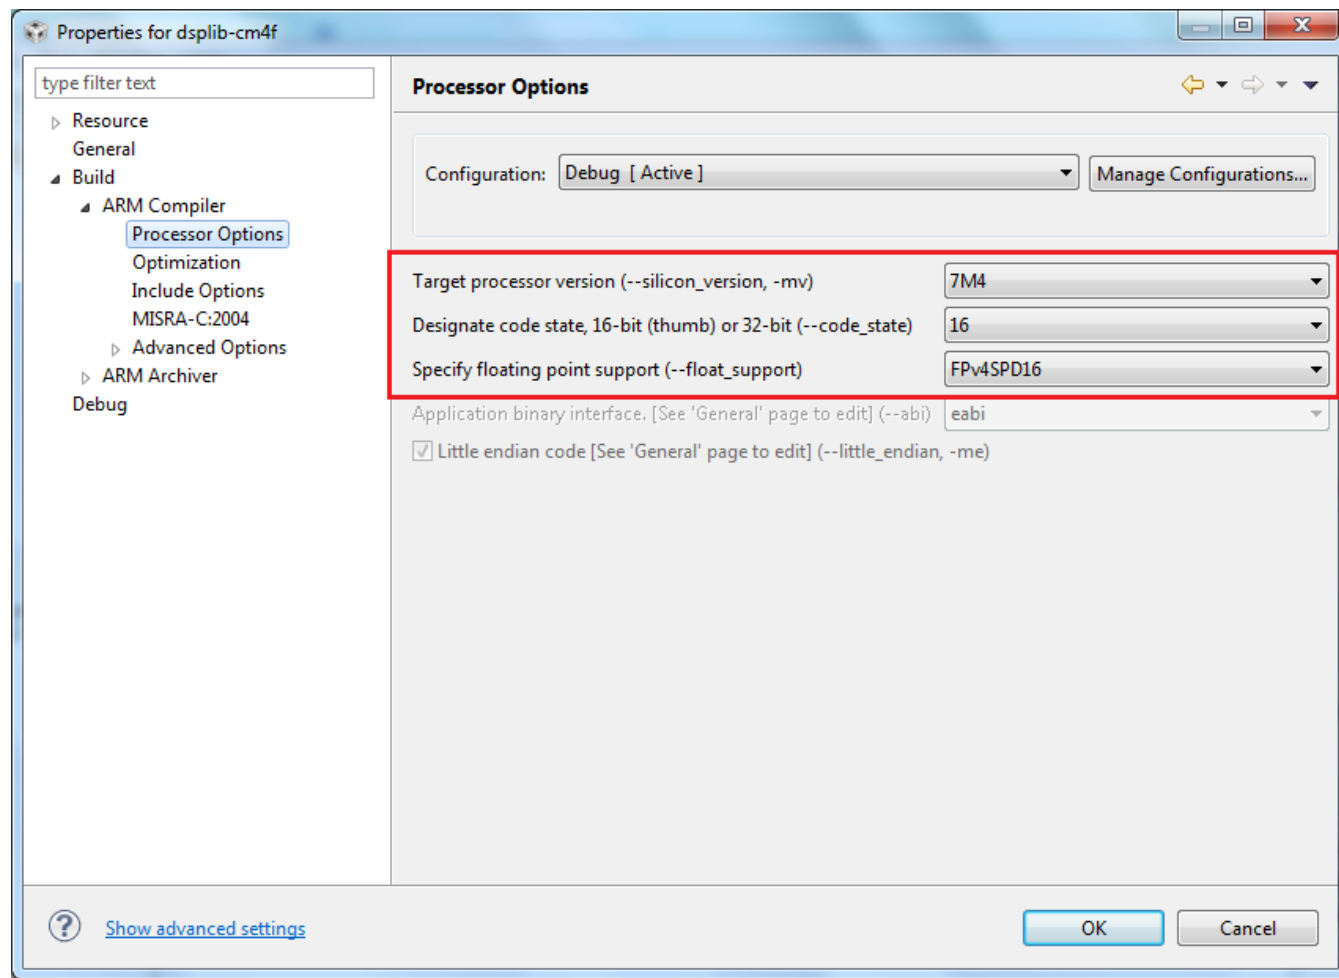 Properties for dsplib-cm4f
type filter text
Resource
General
Build
ARM Compiler
Processor Options
Optimization
Include Options
MISRA-C:2004
Advanced Options
ARM Archiver
Debug
Processor Options
Configuration: Debug [ Active ] Manage Configurations...
Target processor version (--silicon_version, -mv) 7M4
Designate code state, 16-bit (thumb) or 32-bit (--code_state) 16
Specify floating point support (--float_support) FPv4SPD16
Application binary interface. [See 'General' page to edit] (--abi) eabi
Little endian code [See 'General' page to edit] (--little_endian, -me)
Show advanced settings
OK Cancel